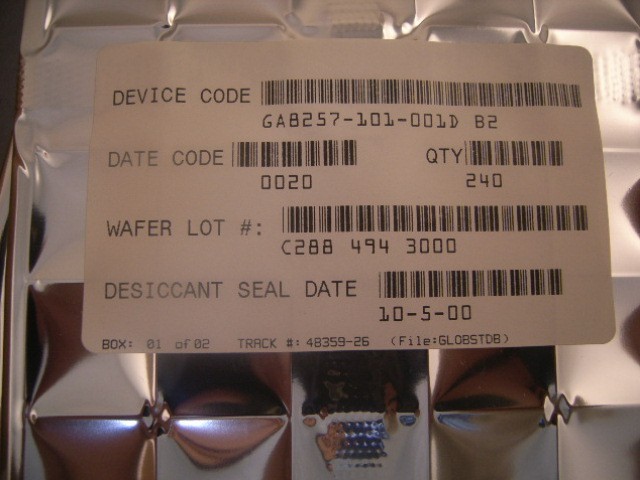 DEVICE CODE
GA8257-101-001D B2
DATE CODE QTY
0020 240
WAFER LOT #:
C288 494 3000
DESICCANT SEAL DATE
10-5-00
BOX: 01 of 02 TRACK #: 48359-26 (File:GLOBSTDB)